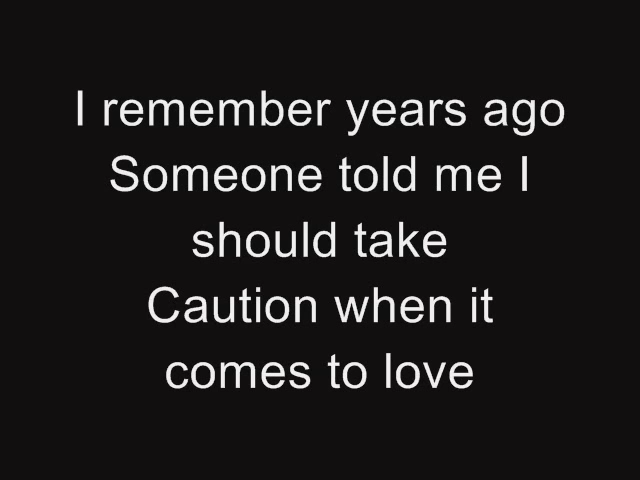 I remember years ago
Someone told me I
should take
Caution when it
comes to love